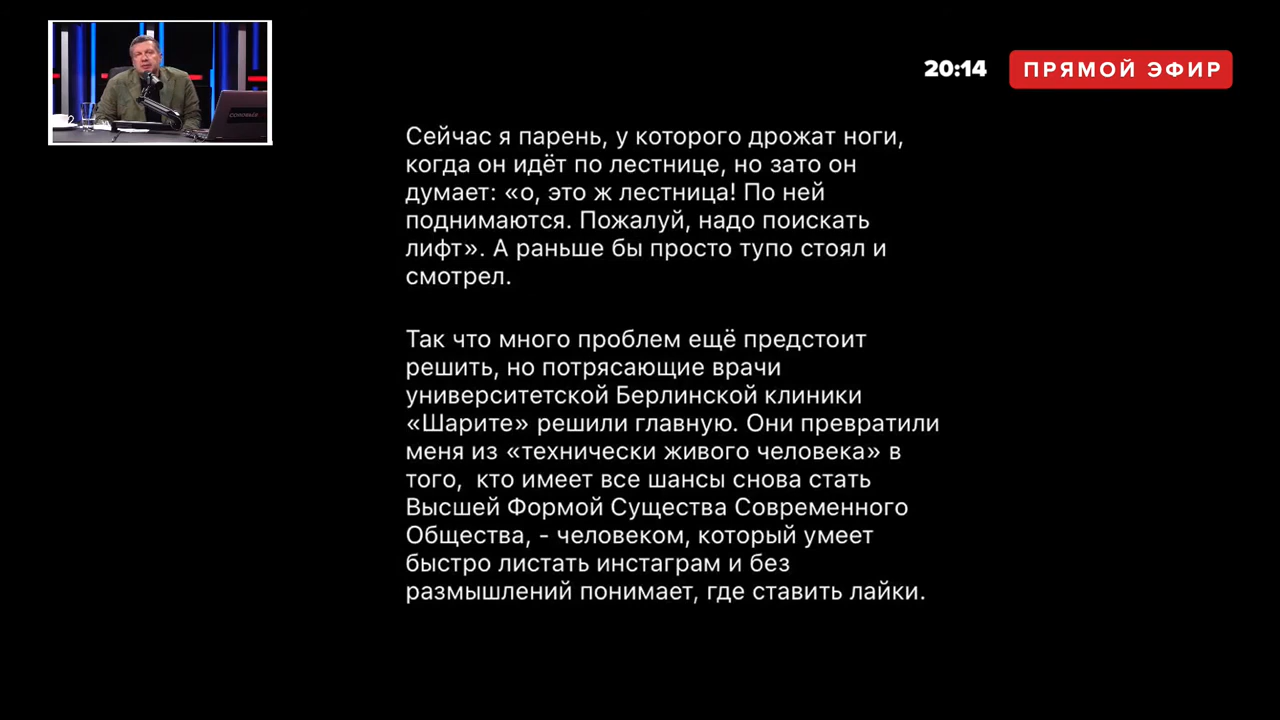 20:14
ПРЯМОЙ ЭФИР
Сейчас я парень, у которого дрожат ноги,
когда он идёт по лестнице, но зато он
думает: «о, это ж лестница! По ней
поднимаются. Пожалуй, надо поискать
лифт». А раньше бы просто тупо стоял и
смотрел.
Так что много проблем ещё предстоит
решить, но потрясающие врачи
университетской Берлинской клиники
«Шарите» решили главную. Они превратили
меня из «технически живого человека» в
того,  кто имеет все шансы снова стать
Высшей Формой Существа Современного
Общества, - человеком, который умеет
быстро листать инстаграм и без
размышлений понимает, где ставить лайки.